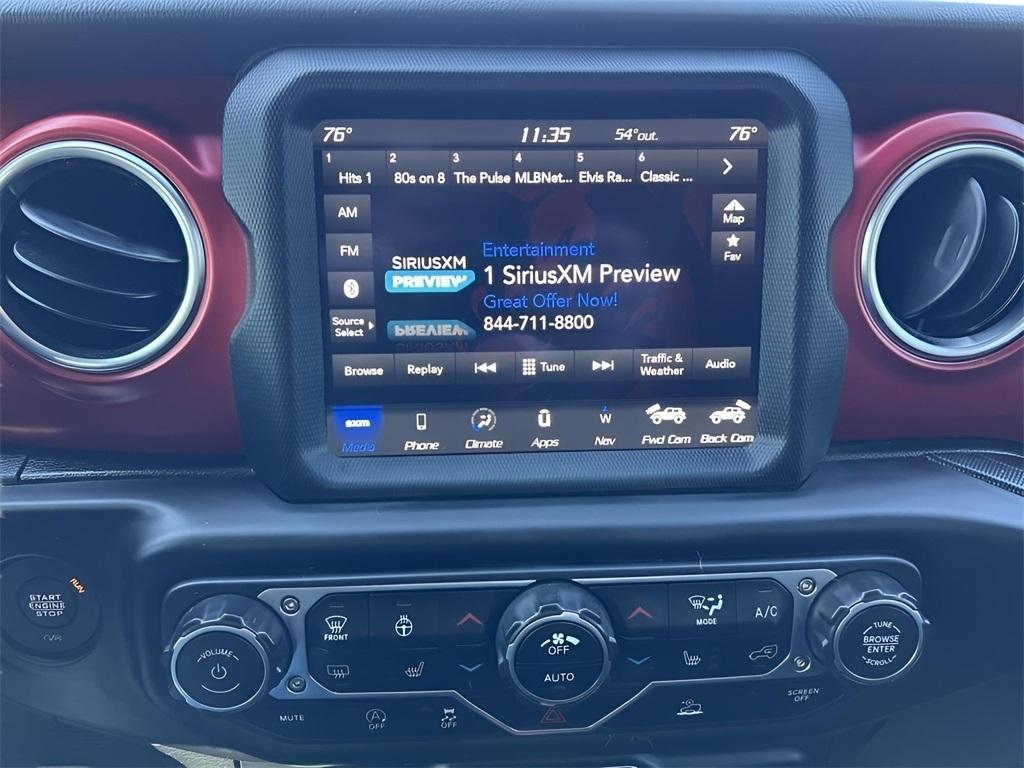 76° 11:35 54°out. 76°
1 2 3 4 5 6
Hits 1 80s on 8 The Pulse MLBNet... Elvis Ra... Classic ...
AM
Map
FM
Fav
Entertainment
SIRIUSXM
PREVIEW
1 SiriusXM Preview
Great Offer Now!
844-711-8800
Source
Select
Browse Replay Tune Traffic &
Weather Audio
SXM W
Media Phone Climate Apps Nav Fwd Cam Back Cam
RUN
START
ENGINE
STOP
VOLUME
FRONT
OFF
AUTO
MODE
A/C
TUNE
BROWSE
ENTER
SCROLL
MUTE
OFF
OFF
SCREEN
OFF